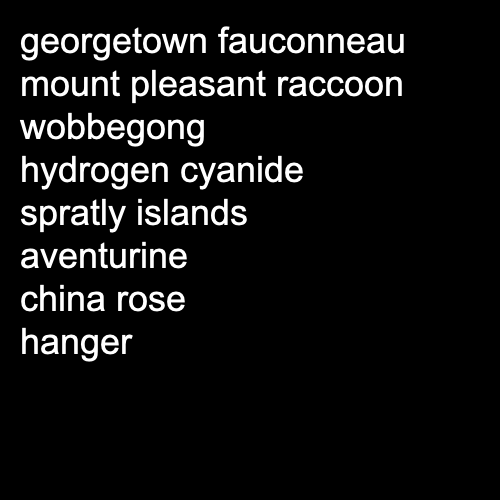 georgetown fauconneau
mount pleasant raccoon
wobbegong
hydrogen cyanide
spratly islands
aventurine
china rose
hanger